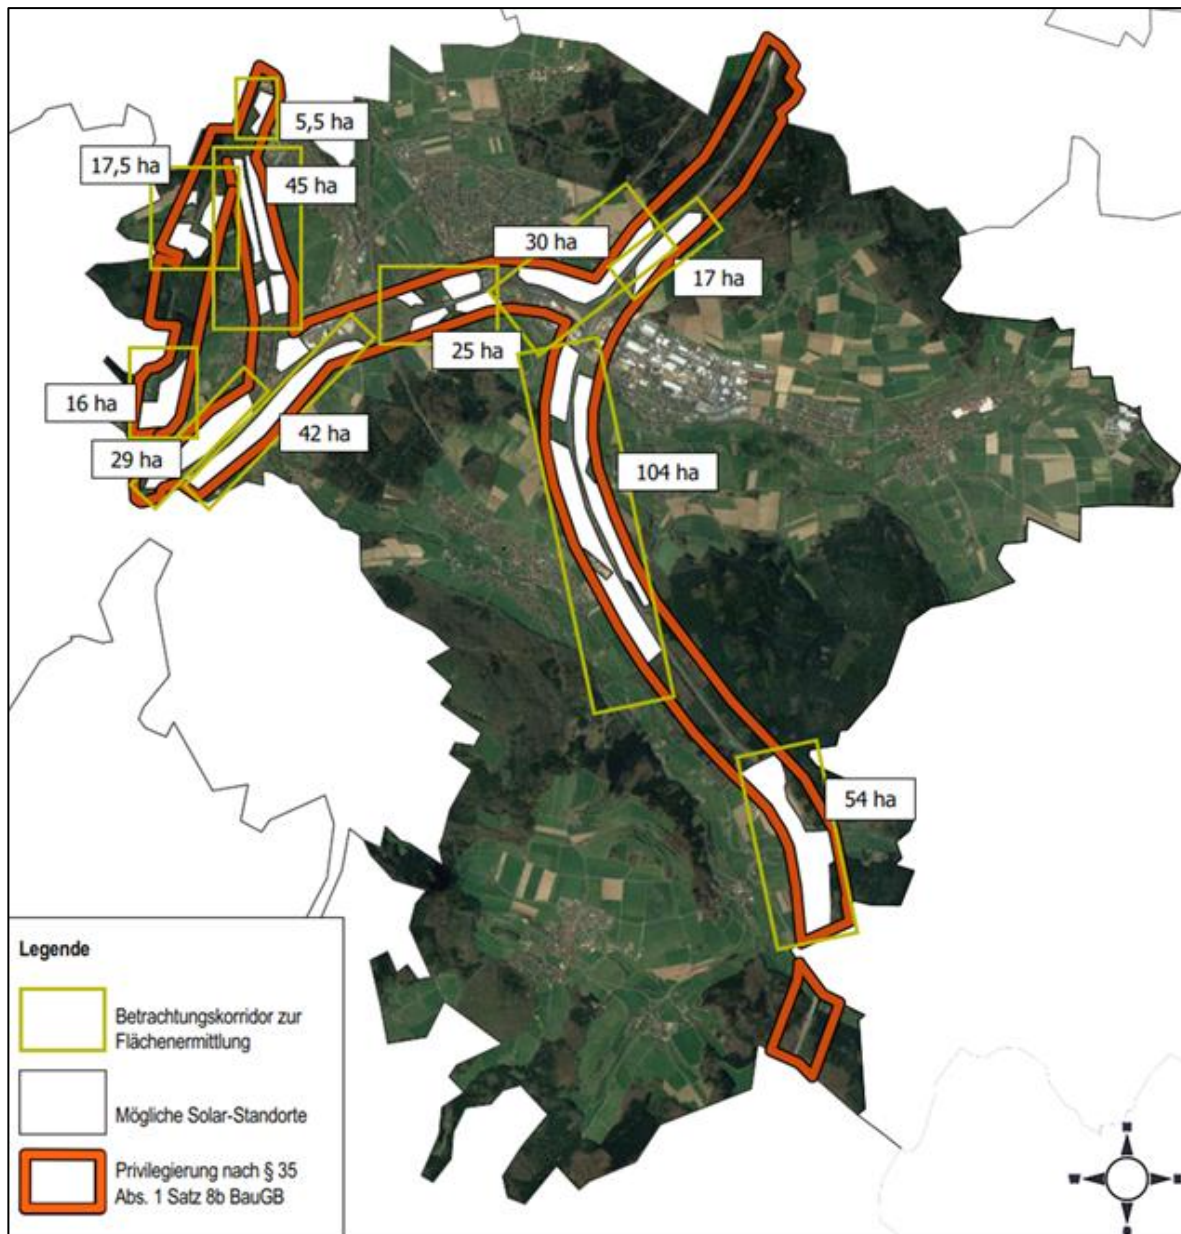 5,5 ha
17,5 ha
45 ha
30 ha
17 ha
25 ha
16 ha
42 ha
29 ha
104 ha
54 ha
Legende
Betrachtungskorridor zur
Flächenermittlung
Mögliche Solar-Standorte
Privilegierung nach § 35
Abs. 1 Satz 8b BauGB